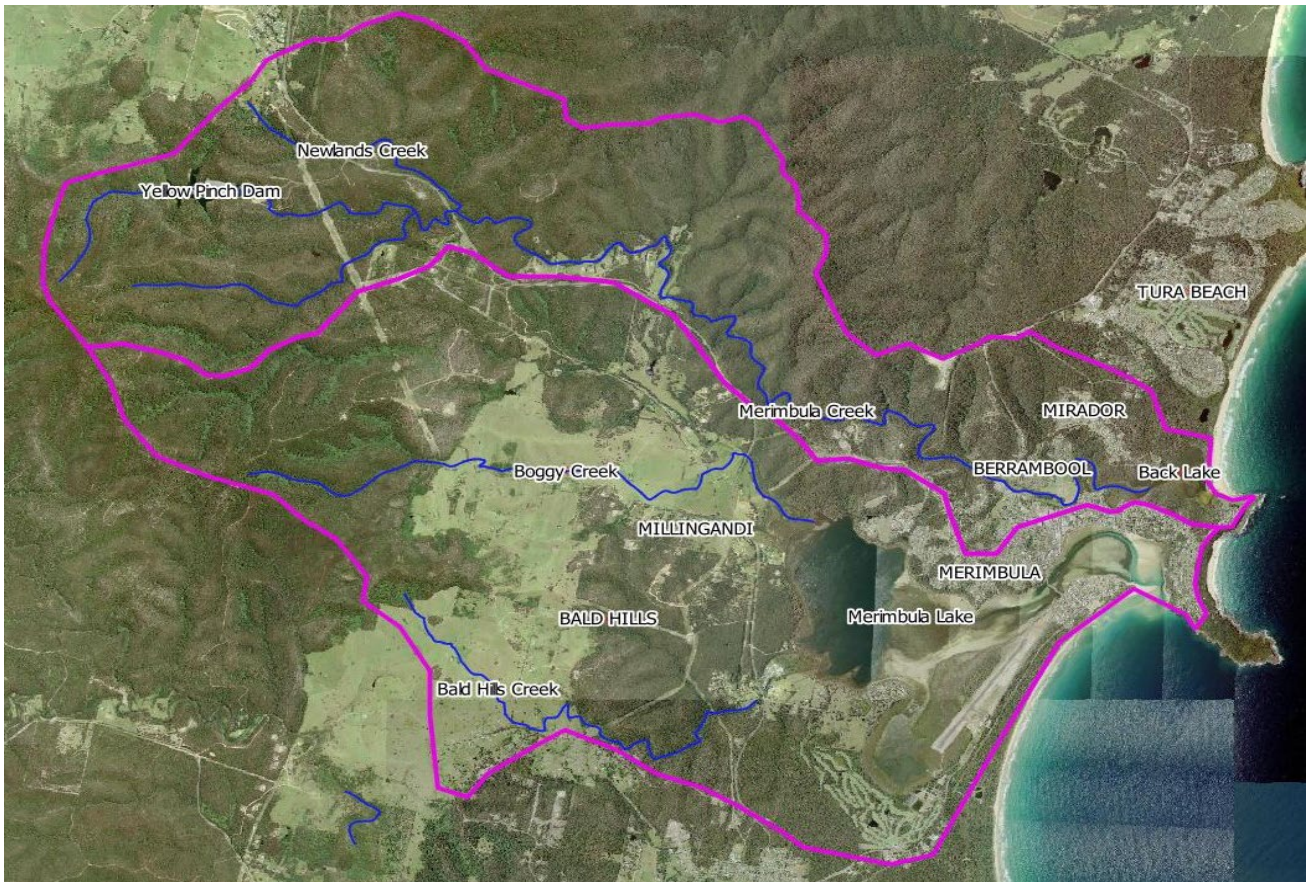 Newlands Creek
Yellow Pinch Dam
TURA BEACH
Merimbula Creek
MIRADOR
BERRAMBOOL
Back Lake
Boggy Creek
MILLINGANDI
MERIMBULA
BALD HILLS
Merimbula Lake
Bald Hills Creek